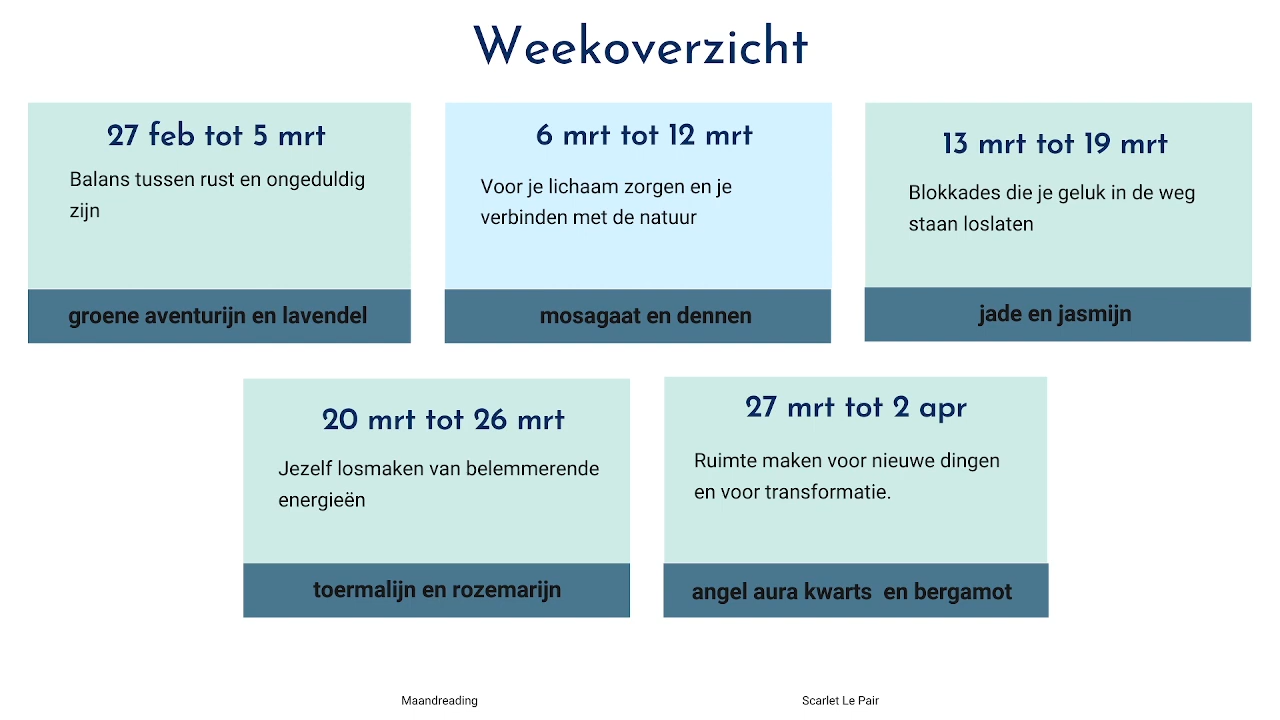 Weekoverzicht
27 feb tot 5 mrt
Balans tussen rust en ongeduldig
zijn
groene aventurijn en lavendel
6 mrt tot 12 mrt
Voor je lichaam zorgen en je
verbinden met de natuur
mosagaat en dennen
13 mrt tot 19 mrt
Blokkades die je geluk in de weg
staan loslaten
jade en jasmijn
20 mrt tot 26 mrt
Jezelf losmaken van belemmerende
energieën
toermalijn en rozemarijn
27 mrt tot 2 apr
Ruimte maken voor nieuwe dingen
en voor transformatie.
angel aura kwarts en bergamot
Maandreading
Scarlet Le Pair